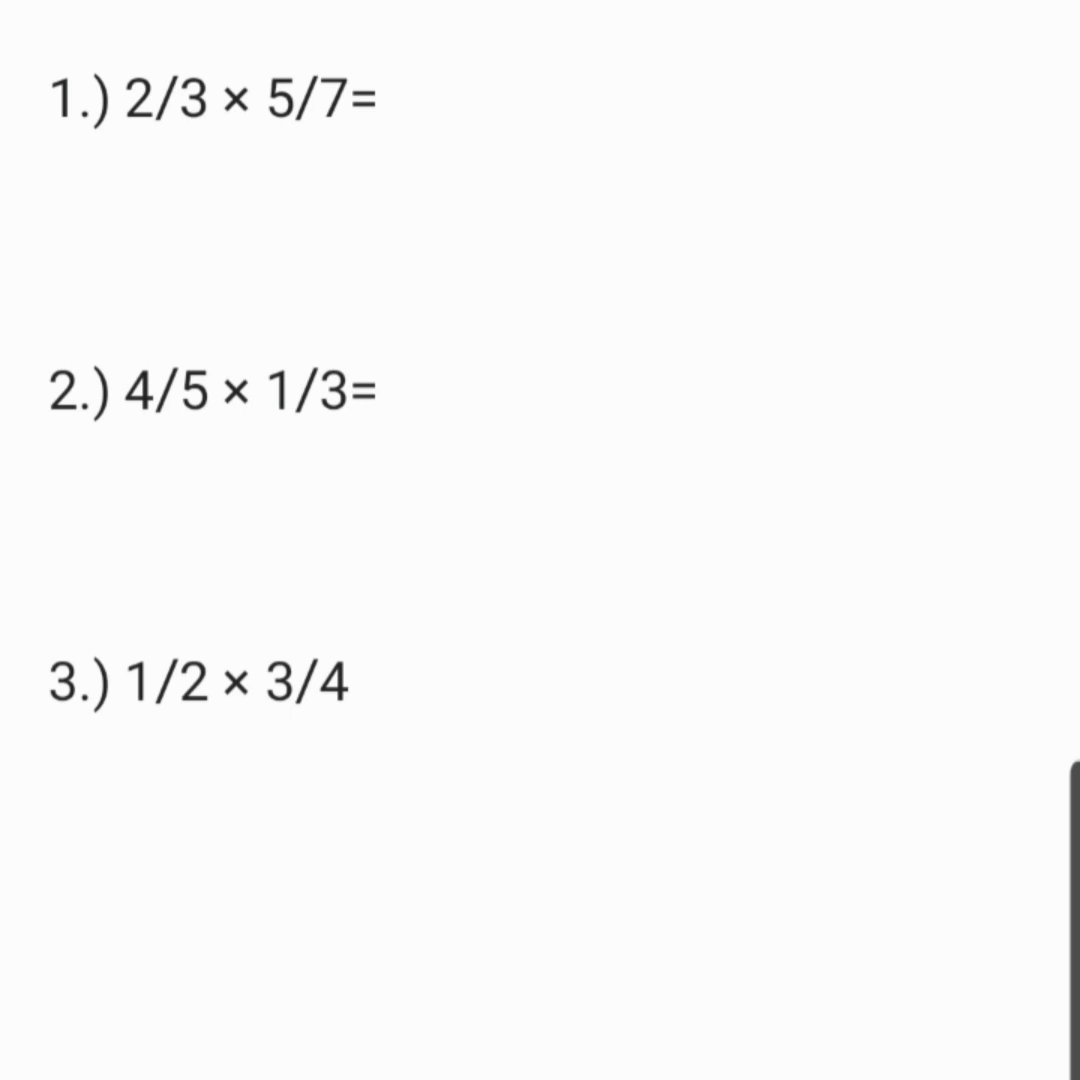 1.) 2/3 × 5/7=
2.) 4/5 × 1/3=
3.) 1/2 × 3/4